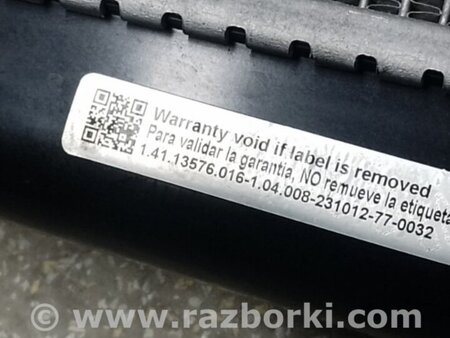 Warranty void if label is removed
Para validar la garantía, NO remueve la etiqueta
1.41.13576.016-1.04.008-231012-77-0032
www.razborki.com